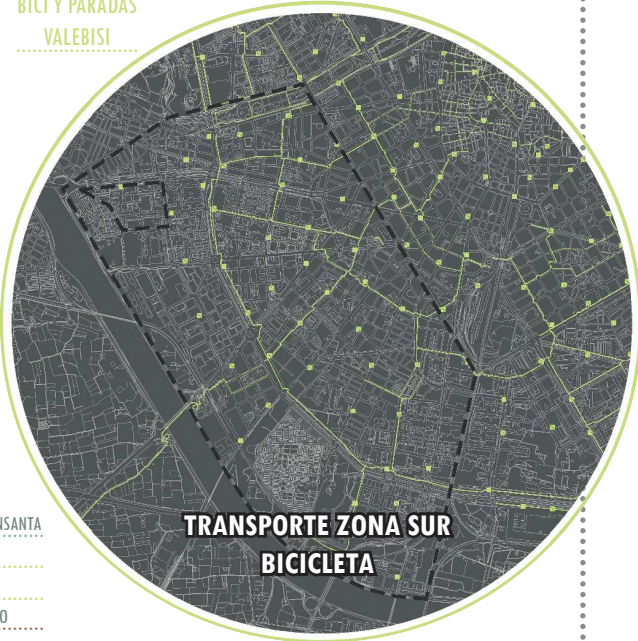 BICI Y PARADAS
VALEBISI
TRANSPORTE ZONA SUR
BICICLETA